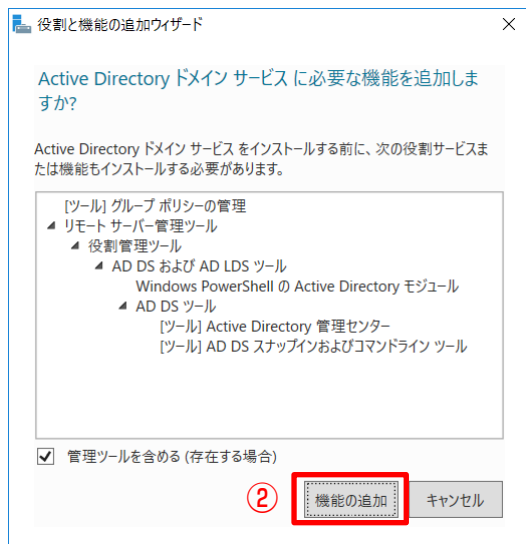 役割と機能の追加ウィザード
Active Directory ドメイン サービス に必要な機能を追加しま
すか?
Active Directory ドメイン サービス をインストールする前に、次の役割サービスま
たは機能もインストールする必要があります。
[ツール] グループ ポリシーの管理
リモート サーバー管理ツール
役割管理ツール
AD DS および AD LDS ツール
Windows PowerShell の Active Directory モジュール
AD DS ツール
[ツール] Active Directory 管理センター
[ツール] AD DS スナップインおよびコマンドライン ツール
管理ツールを含める (存在する場合)
② 機能の追加 キャンセル